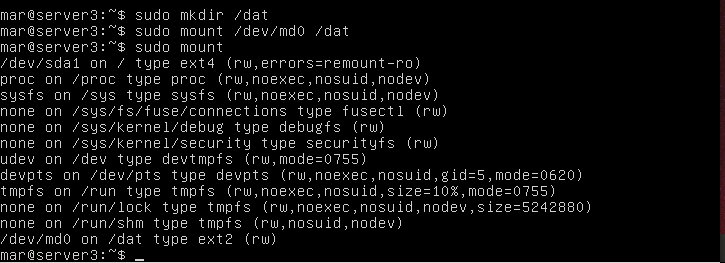 mar@server3:~$ sudo mkdir /dat
mar@server3:~$ sudo mount /dev/md0 /dat
mar@server3:~$ sudo mount
/dev/sda1 on / type ext4 (rw,errors=remount-ro)
proc on /proc type proc (rw,noexec,nosuid,nodev)
sysfs on /sys type sysfs (rw,noexec,nosuid,nodev)
none on /sys/fs/fuse/connections type fusectl (rw)
none on /sys/kernel/debug type debugfs (rw)
none on /sys/kernel/security type securityfs (rw)
udev on /dev type devtmpfs (rw,mode=0755)
devpts on /dev/pts type devpts (rw,noexec,nosuid,gid=5,mode=0620)
tmpfs on /run type tmpfs (rw,noexec,nosuid,size=10%,mode=0755)
none on /run/lock type tmpfs (rw,noexec,nosuid,nodev,size=5242880)
none on /run/shm type tmpfs (rw,nosuid,nodev)
/dev/md0 on /dat type ext2 (rw)
mar@server3:~$ _